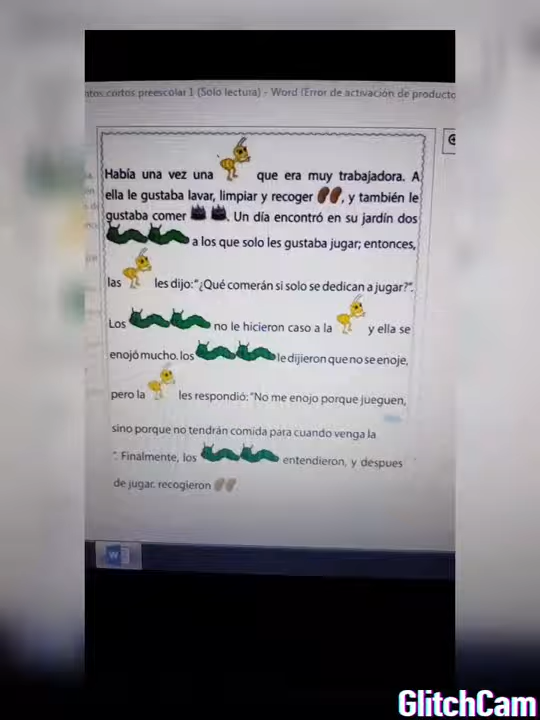 ntos cortos preescolar 1 (Solo lectura) - Word (Error de activación de producto
Había una vez una que era muy trabajadora. A
ella le gustaba lavar, limpiar y recoger , y también le
gustaba comer . Un día encontró en su jardín dos
a los que solo les gustaba jugar; entonces,
las les dijo: "¿Qué comerán si solo se dedican a jugar?".
Los no le hicieron caso a la y ella se
enojó mucho. los le dijieron que no se enoje,
pero la les respondió: "No me enojo porque jueguen,
sino porque no tendrán comida para cuando venga la
". Finalmente, los entendieron, y despues
de jugar. recogieron .
W
GlitchCam